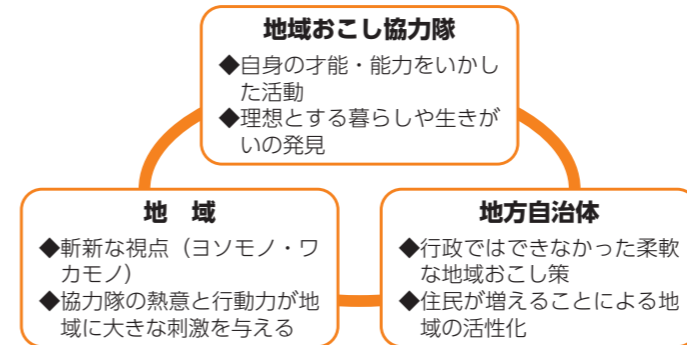 地域おこし協力隊
◆自身の才能・能力をいかし
た活動
◆理想とする暮らしや生きが
いの発見
地　域
◆斬新な視点（ヨソモノ・ワ
カモノ）
◆協力隊の熱意と行動力が地
域に大きな刺激を与える
地方自治体
◆行政ではできなかった柔軟
な地域おこし策
◆住民が増えることによる地
域の活性化